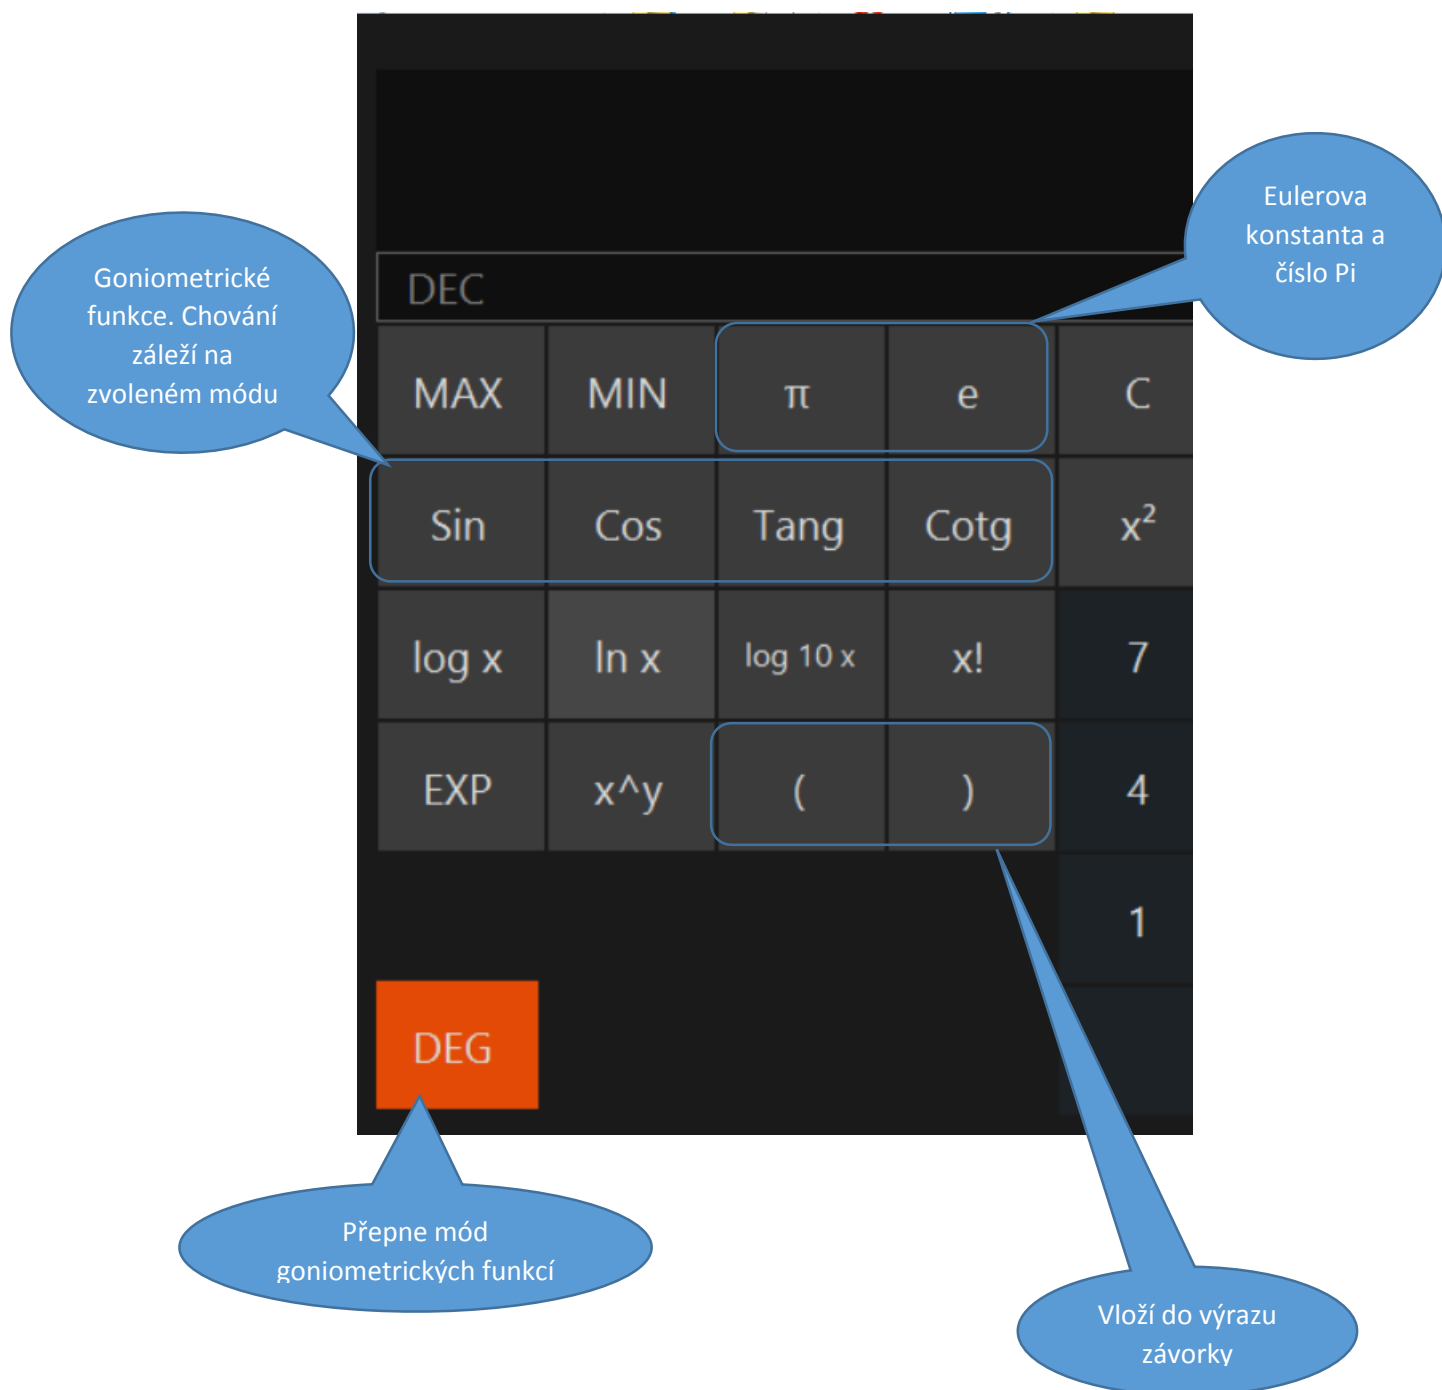 Eulerova
konstanta a
číslo Pi
Goniometrické
funkce. Chování
záleží na
zvoleném módu
DEC
MAX MIN π e C
Sin Cos Tang Cotg x²
log x ln x log 10 x x! 7
EXP x^y ( ) 4
1
DEG
Přepne mód
goniometrických funkcí
Vloží do výrazu
závorky